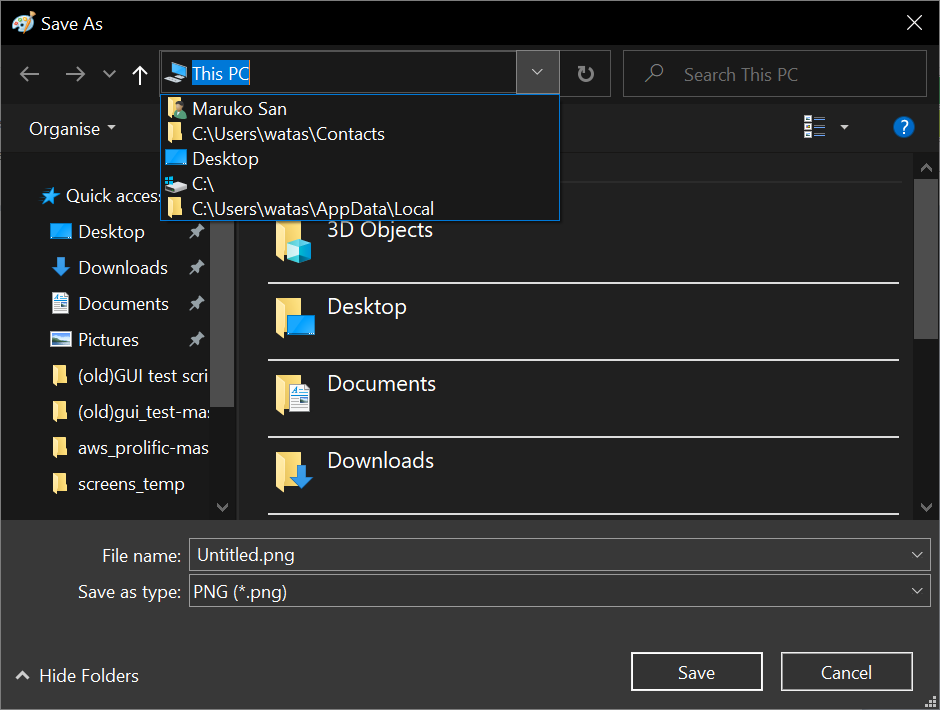 Save As
This PC
Search This PC
Maruko San
C:\Users\watas\Contacts
Desktop
C:\
C:\Users\watas\AppData\Local
Organise
?
Quick access
Desktop
Downloads
Documents
Pictures
(old)GUI test scri
(old)gui_test-mas
aws_prolific-mas
screens_temp
3D Objects
Desktop
Documents
Downloads
File name: Untitled.png
Save as type: PNG (*.png)
Hide Folders
Save
Cancel